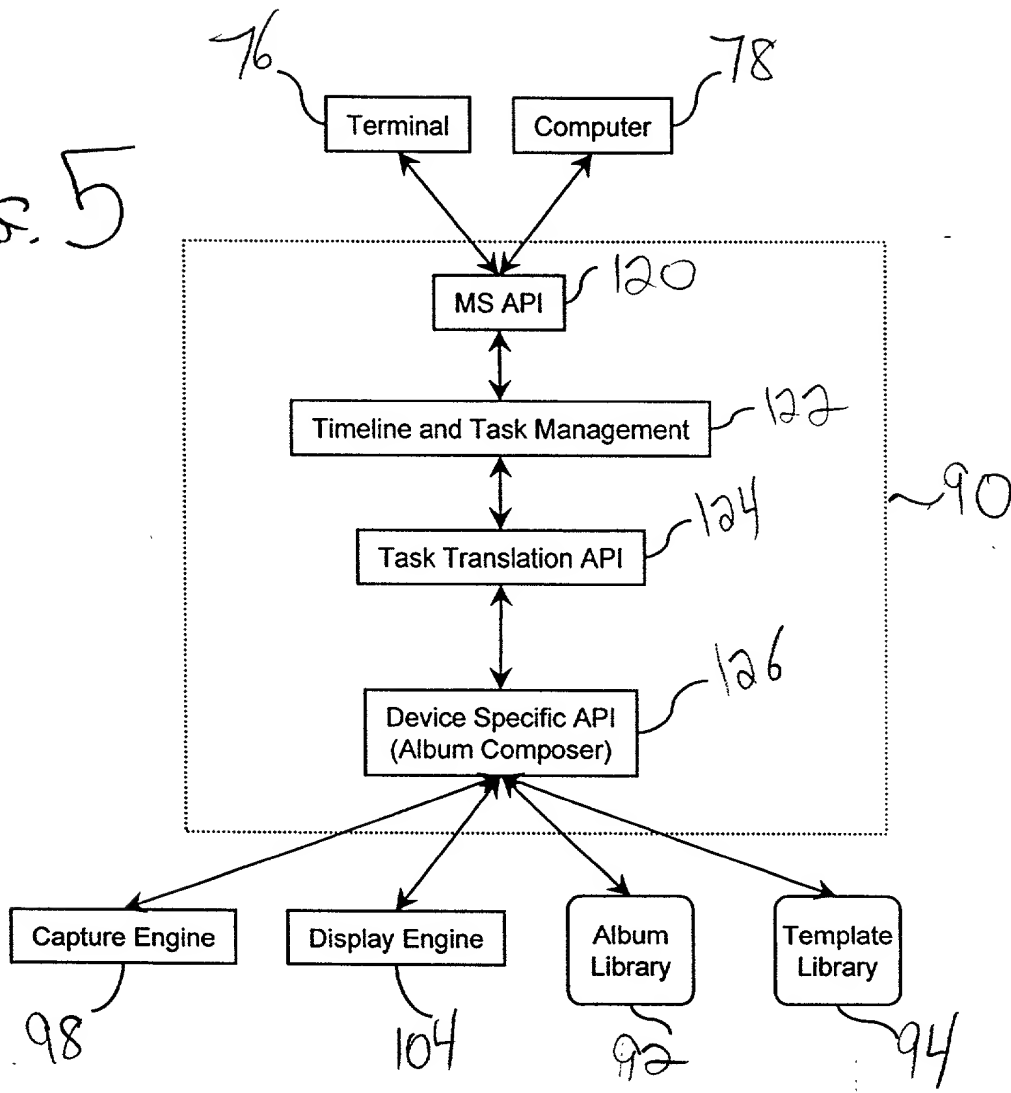 76
78
Terminal
Computer
5
MS API
120
Timeline and Task Management
122
90
Task Translation API
124
126
Device Specific API
(Album Composer)
Capture Engine
Display Engine
Album
Library
Template
Library
98
104
92
94